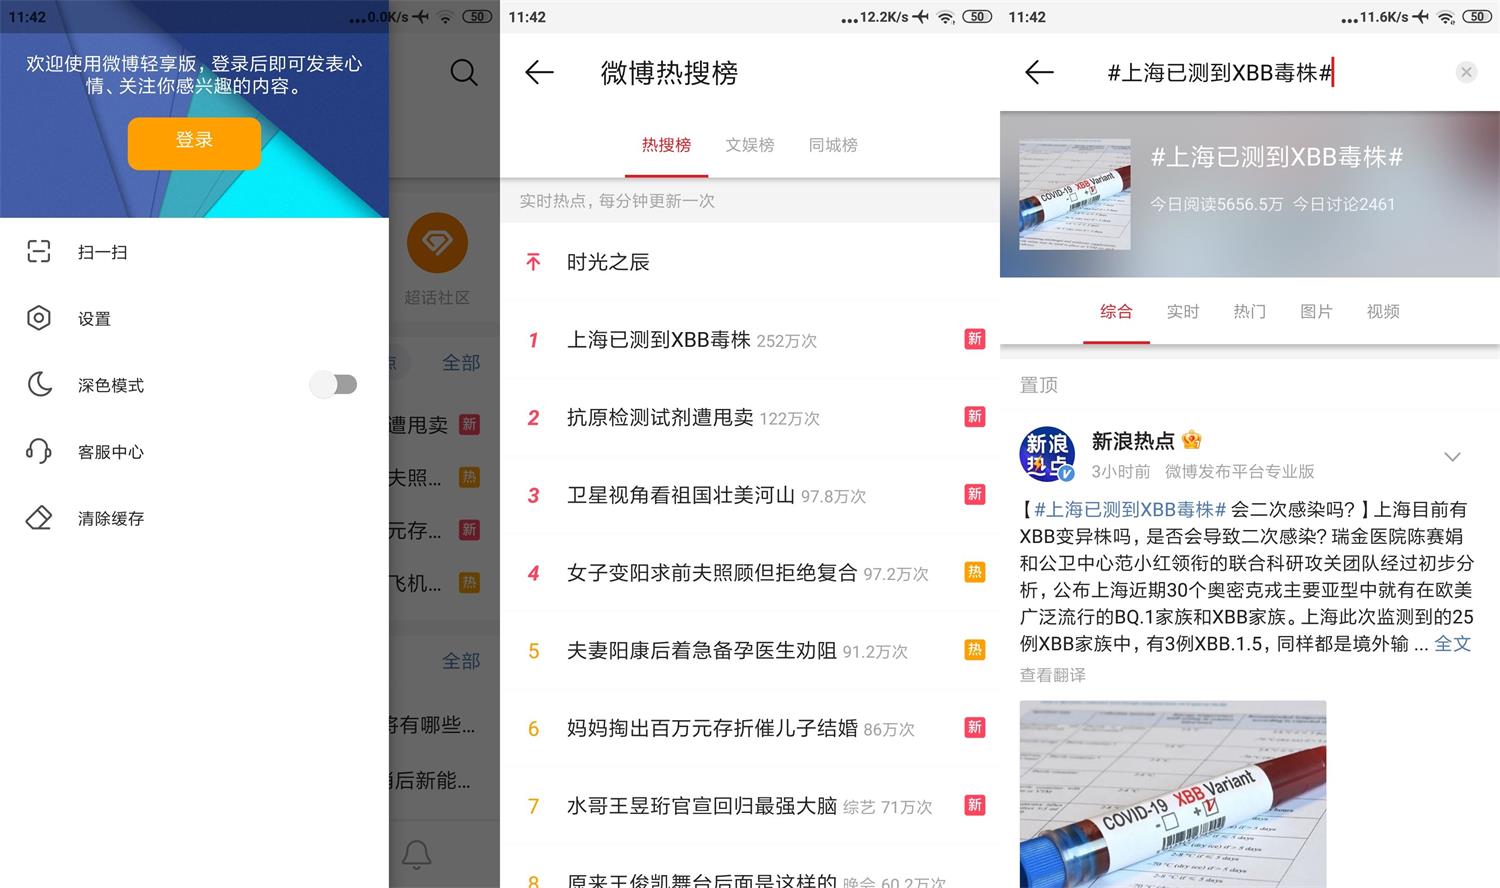 11:42
...0.0K/s
50
欢迎使用微博轻享版，登录后即可发表心
情、关注你感兴趣的内容。
登录
扫一扫
设置
深色模式
客服中心
清除缓存
超话社区
点
全部
遭甩卖 新
夫照... 热
元存... 新
飞机... 热
全部
将有哪些...
后新能...
11:42
...12.2K/s
50
微博热搜榜
热搜榜 文娱榜 同城榜
实时热点，每分钟更新一次
时光之辰
1 上海已测到XBB毒株 252万次 新
2 抗原检测试剂遭甩卖 122万次 新
3 卫星视角看祖国壮美河山 97.8万次 新
4 女子变阳求前夫照顾但拒绝复合 97.2万次 热
5 夫妻阳康后着急备孕医生劝阻 91.2万次 热
6 妈妈掏出百万元存折催儿子结婚 86万次 新
7 水哥王昱珩官宣回归最强大脑 综艺 71万次 新
8 原来王俊凯舞台后面是这样的 晚会 60.2万次
11:42
...11.6K/s
50
#上海已测到XBB毒株#
COVID-19 XBB Variant
#上海已测到XBB毒株#
今日阅读5656.5万 今日讨论2461
综合 实时 热门 图片 视频
置顶
新浪热点
新浪
热点
3小时前 微博发布平台专业版
【#上海已测到XBB毒株# 会二次感染吗？】上海目前有
XBB变异株吗，是否会导致二次感染？瑞金医院陈赛娟
和公卫中心范小红领衔的联合科研攻关团队经过初步分
析，公布上海近期30个奥密克戎主要亚型中就有在欧美
广泛流行的BQ.1家族和XBB家族。上海此次监测到的25
例XBB家族中，有3例XBB.1.5，同样都是境外输 ... 全文
查看翻译
COVID-19 XBB Variant
- +